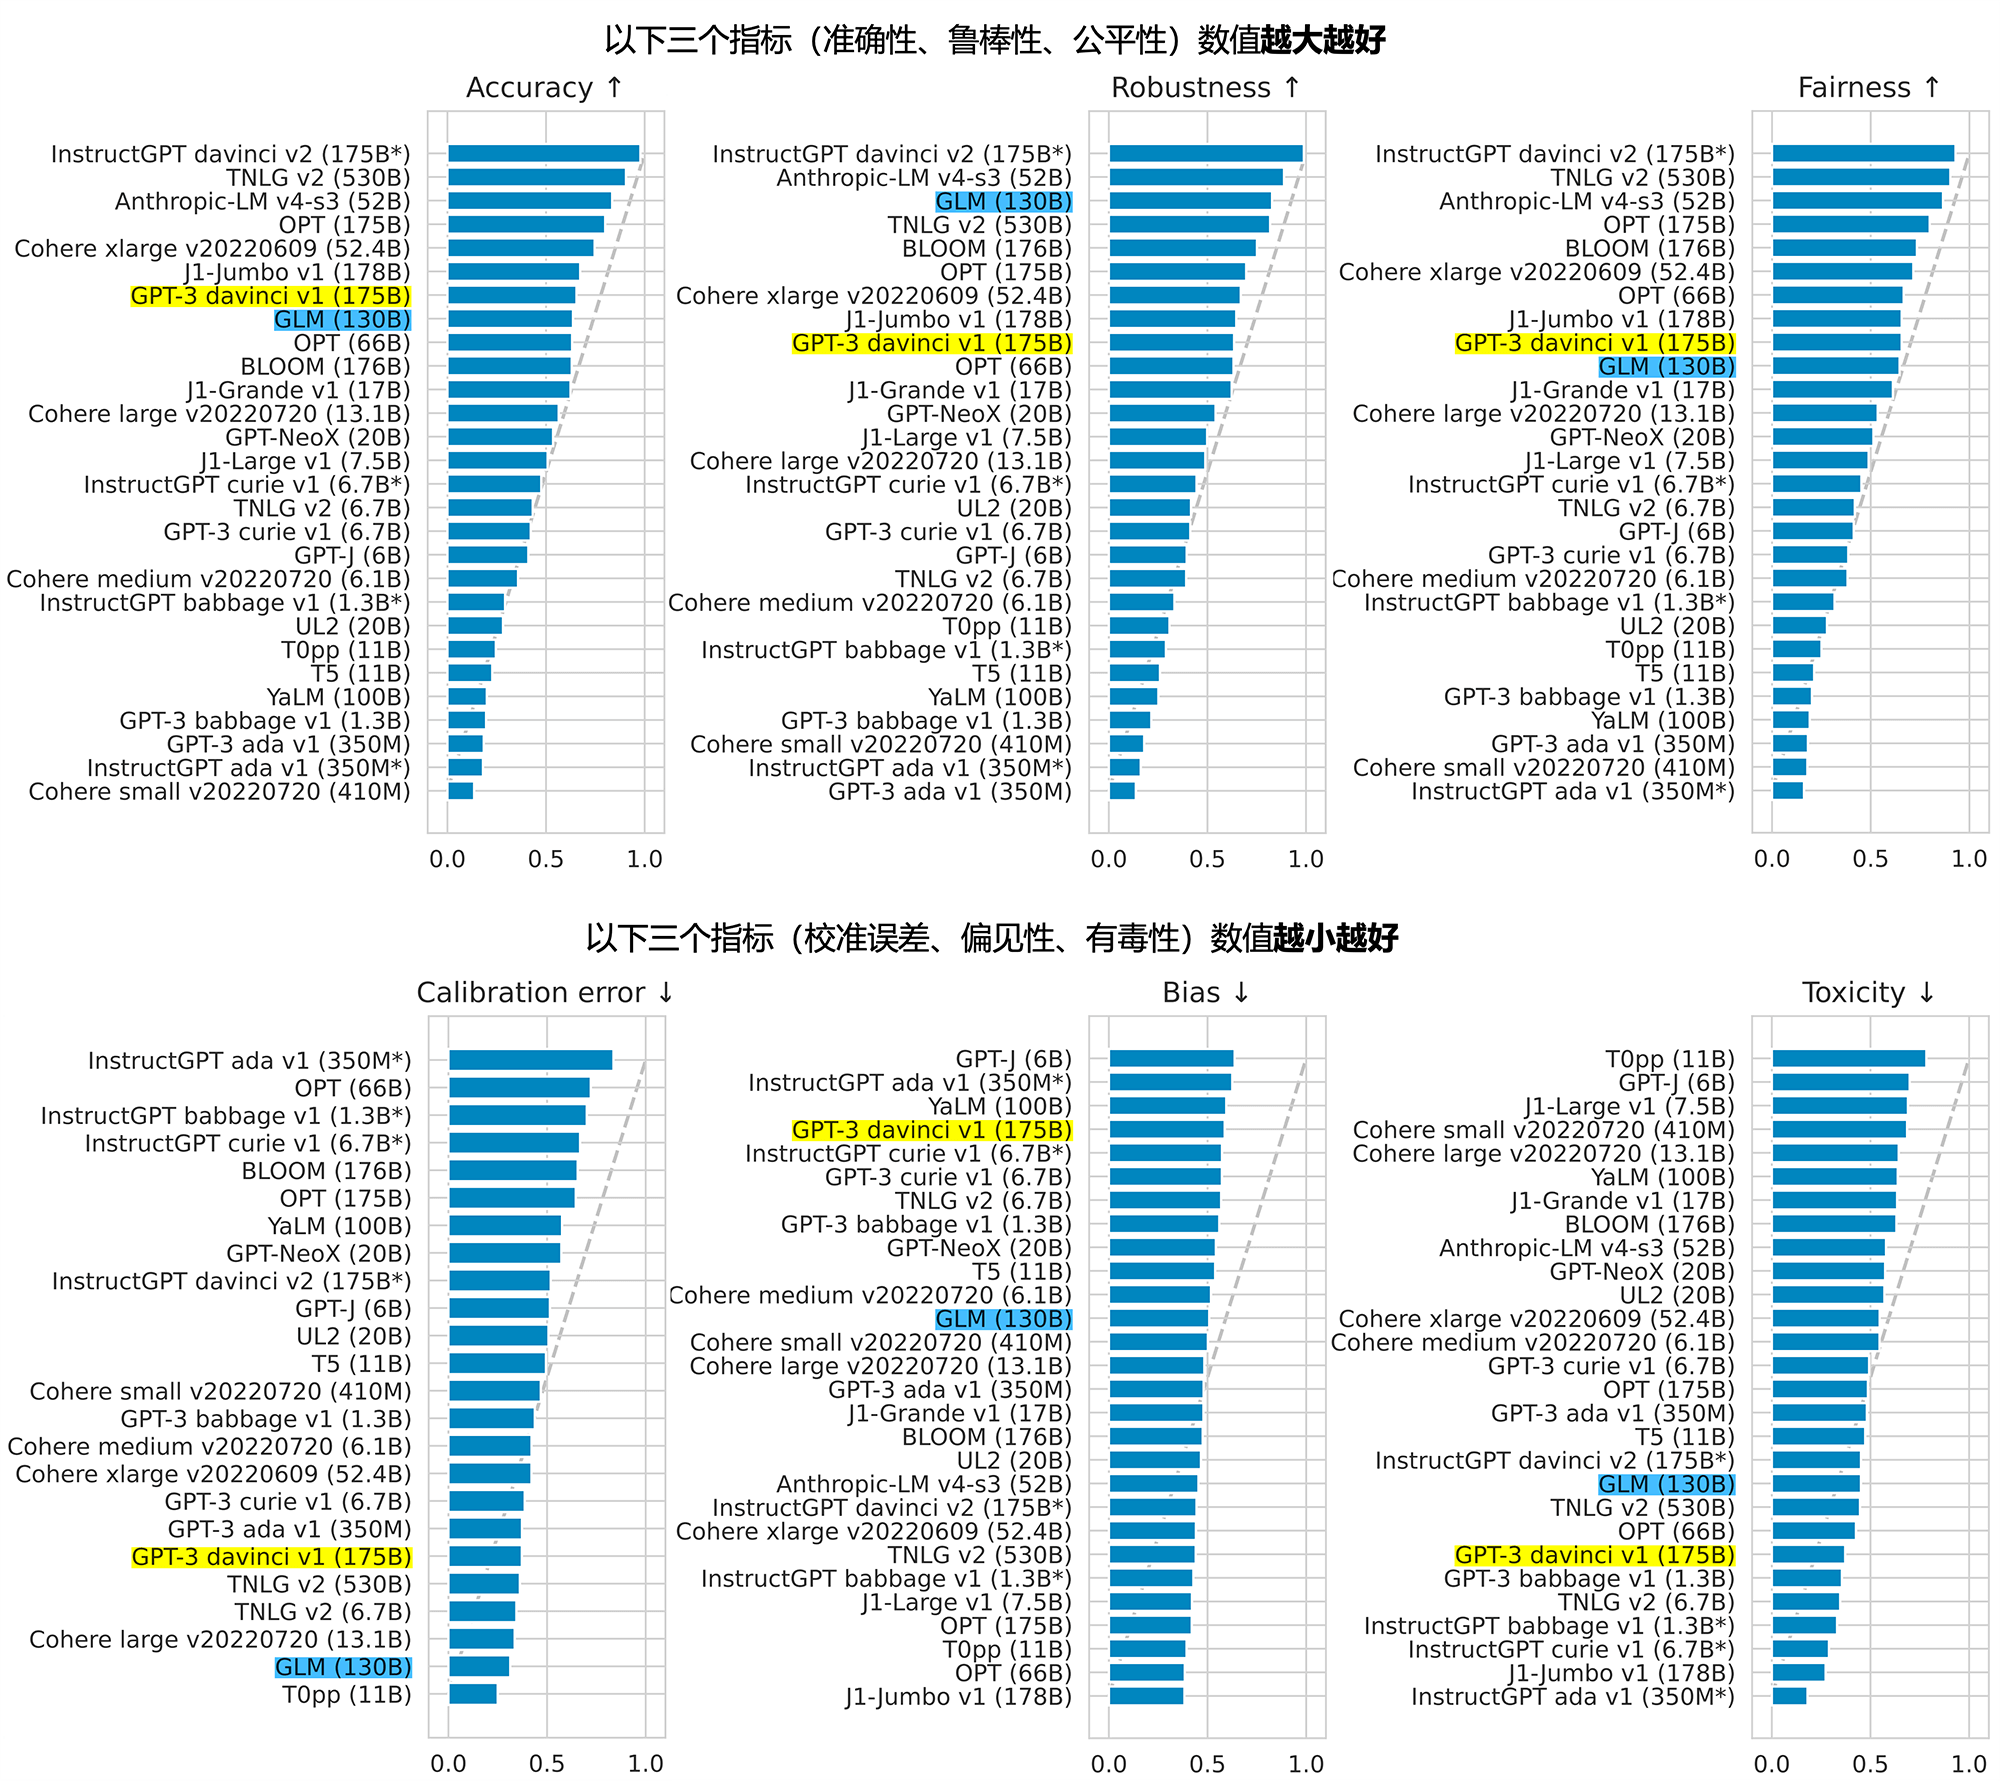 以下三个指标（准确性、鲁棒性、公平性）数值越大越好
Accuracy ↑
InstructGPT davinci v2 (175B*)
TNLG v2 (530B)
Anthropic-LM v4-s3 (52B)
OPT (175B)
Cohere xlarge v20220609 (52.4B)
J1-Jumbo v1 (178B)
GPT-3 davinci v1 (175B)
GLM (130B)
OPT (66B)
BLOOM (176B)
J1-Grande v1 (17B)
Cohere large v20220720 (13.1B)
GPT-NeoX (20B)
J1-Large v1 (7.5B)
InstructGPT curie v1 (6.7B*)
TNLG v2 (6.7B)
GPT-3 curie v1 (6.7B)
GPT-J (6B)
Cohere medium v20220720 (6.1B)
InstructGPT babbage v1 (1.3B*)
UL2 (20B)
T0pp (11B)
T5 (11B)
YaLM (100B)
GPT-3 babbage v1 (1.3B)
GPT-3 ada v1 (350M)
InstructGPT ada v1 (350M*)
Cohere small v20220720 (410M)
0.0 0.5 1.0
Robustness ↑
InstructGPT davinci v2 (175B*)
Anthropic-LM v4-s3 (52B)
GLM (130B)
TNLG v2 (530B)
BLOOM (176B)
OPT (175B)
Cohere xlarge v20220609 (52.4B)
J1-Jumbo v1 (178B)
GPT-3 davinci v1 (175B)
OPT (66B)
J1-Grande v1 (17B)
GPT-NeoX (20B)
J1-Large v1 (7.5B)
Cohere large v20220720 (13.1B)
InstructGPT curie v1 (6.7B*)
UL2 (20B)
GPT-3 curie v1 (6.7B)
GPT-J (6B)
TNLG v2 (6.7B)
Cohere medium v20220720 (6.1B)
T0pp (11B)
InstructGPT babbage v1 (1.3B*)
T5 (11B)
YaLM (100B)
GPT-3 babbage v1 (1.3B)
Cohere small v20220720 (410M)
InstructGPT ada v1 (350M*)
GPT-3 ada v1 (350M)
0.0 0.5 1.0
Fairness ↑
InstructGPT davinci v2 (175B*)
TNLG v2 (530B)
Anthropic-LM v4-s3 (52B)
OPT (175B)
BLOOM (176B)
Cohere xlarge v20220609 (52.4B)
OPT (66B)
J1-Jumbo v1 (178B)
GPT-3 davinci v1 (175B)
GLM (130B)
J1-Grande v1 (17B)
Cohere large v20220720 (13.1B)
GPT-NeoX (20B)
J1-Large v1 (7.5B)
InstructGPT curie v1 (6.7B*)
TNLG v2 (6.7B)
GPT-J (6B)
GPT-3 curie v1 (6.7B)
Cohere medium v20220720 (6.1B)
InstructGPT babbage v1 (1.3B*)
UL2 (20B)
T0pp (11B)
T5 (11B)
GPT-3 babbage v1 (1.3B)
YaLM (100B)
GPT-3 ada v1 (350M)
Cohere small v20220720 (410M)
InstructGPT ada v1 (350M*)
0.0 0.5 1.0
以下三个指标（校准误差、偏见性、有毒性）数值越小越好
Calibration error ↓
InstructGPT ada v1 (350M*)
OPT (66B)
InstructGPT babbage v1 (1.3B*)
InstructGPT curie v1 (6.7B*)
BLOOM (176B)
OPT (175B)
YaLM (100B)
GPT-NeoX (20B)
InstructGPT davinci v2 (175B*)
GPT-J (6B)
UL2 (20B)
T5 (11B)
Cohere small v20220720 (410M)
GPT-3 babbage v1 (1.3B)
Cohere medium v20220720 (6.1B)
Cohere xlarge v20220609 (52.4B)
GPT-3 curie v1 (6.7B)
GPT-3 ada v1 (350M)
GPT-3 davinci v1 (175B)
TNLG v2 (530B)
TNLG v2 (6.7B)
Cohere large v20220720 (13.1B)
GLM (130B)
T0pp (11B)
0.0 0.5 1.0
Bias ↓
GPT-J (6B)
InstructGPT ada v1 (350M*)
YaLM (100B)
GPT-3 davinci v1 (175B)
InstructGPT curie v1 (6.7B*)
GPT-3 curie v1 (6.7B)
TNLG v2 (6.7B)
GPT-3 babbage v1 (1.3B)
GPT-NeoX (20B)
T5 (11B)
Cohere medium v20220720 (6.1B)
GLM (130B)
Cohere small v20220720 (410M)
Cohere large v20220720 (13.1B)
GPT-3 ada v1 (350M)
J1-Grande v1 (17B)
BLOOM (176B)
UL2 (20B)
Anthropic-LM v4-s3 (52B)
InstructGPT davinci v2 (175B*)
Cohere xlarge v20220609 (52.4B)
TNLG v2 (530B)
InstructGPT babbage v1 (1.3B*)
J1-Large v1 (7.5B)
OPT (175B)
T0pp (11B)
OPT (66B)
J1-Jumbo v1 (178B)
0.0 0.5 1.0
Toxicity ↓
T0pp (11B)
GPT-J (6B)
J1-Large v1 (7.5B)
Cohere small v20220720 (410M)
Cohere large v20220720 (13.1B)
YaLM (100B)
J1-Grande v1 (17B)
BLOOM (176B)
Anthropic-LM v4-s3 (52B)
GPT-NeoX (20B)
UL2 (20B)
Cohere xlarge v20220609 (52.4B)
Cohere medium v20220720 (6.1B)
GPT-3 curie v1 (6.7B)
OPT (175B)
GPT-3 ada v1 (350M)
T5 (11B)
InstructGPT davinci v2 (175B*)
GLM (130B)
TNLG v2 (530B)
OPT (66B)
GPT-3 davinci v1 (175B)
GPT-3 babbage v1 (1.3B)
TNLG v2 (6.7B)
InstructGPT babbage v1 (1.3B*)
InstructGPT curie v1 (6.7B*)
J1-Jumbo v1 (178B)
InstructGPT ada v1 (350M*)
0.0 0.5 1.0